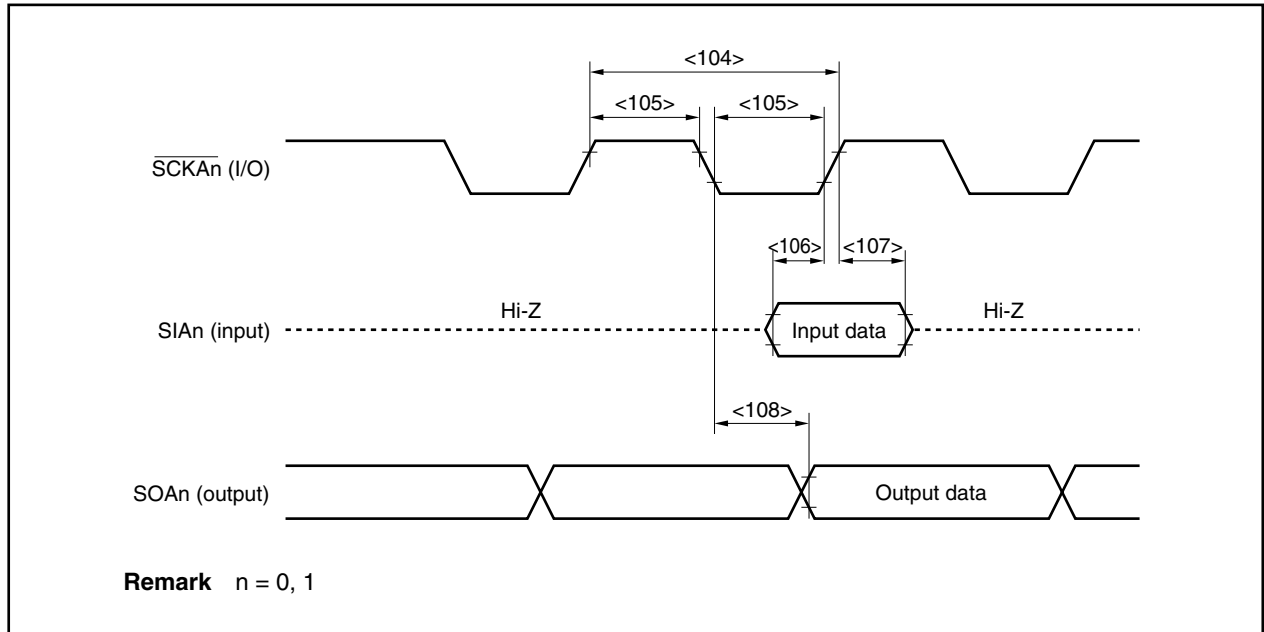 <104>
<105> <105>
SCKAn (I/O)
<106> <107>
Hi-Z Hi-Z
SIAn (input) Input data
<108>
SOAn (output) Output data
Remark n = 0, 1